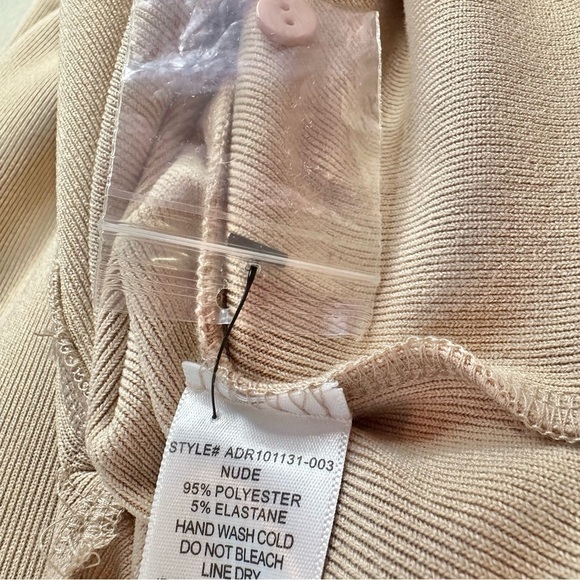 STYLE# ADR101131-003
NUDE
95% POLYESTER
5% ELASTANE
HAND WASH COLD
DO NOT BLEACH
LINE DRY